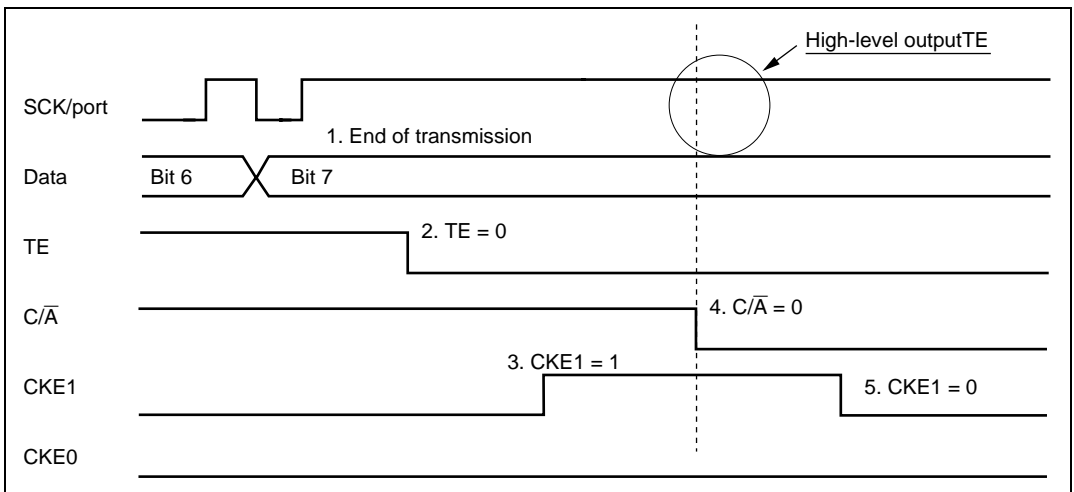 High-level outputTE
SCK/port
1. End of transmission
Data
Bit 6
Bit 7
TE
2. TE = 0
C/A̅
4. C/A̅ = 0
3. CKE1 = 1
CKE1
5. CKE1 = 0
CKE0